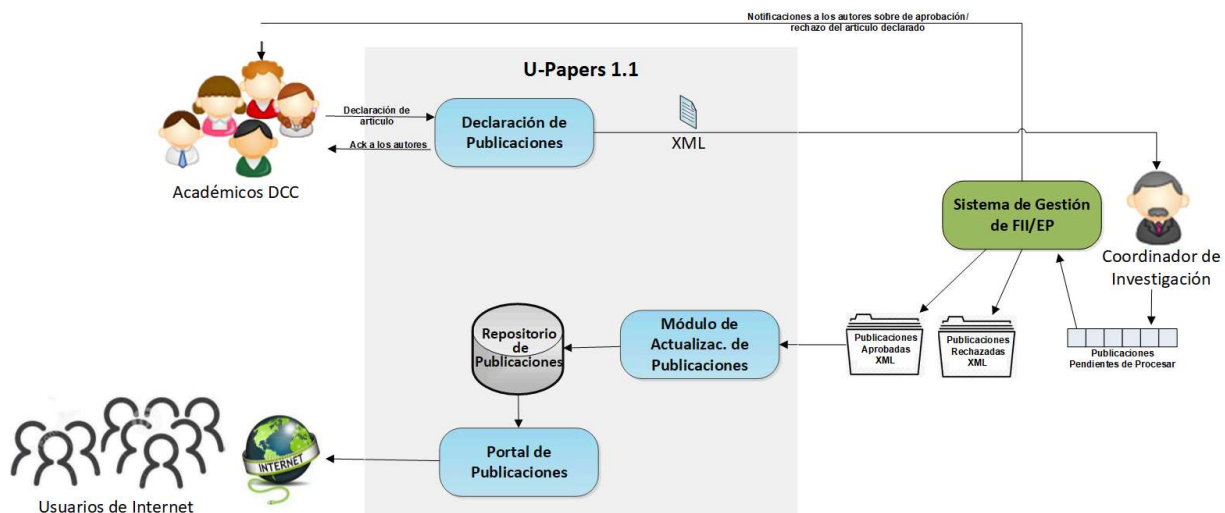 Notificaciones a los autores sobre de aprobación/
rechazo del artículo declarado
U-Papers 1.1
Declaración de
artículo
Ack a los autores
Declaración de
Publicaciones
XML
Académicos DCC
Sistema de Gestión
de FII/EP
Coordinador de
Investigación
Repositorio
de
Publicaciones
Módulo de
Actualizac. de
Publicaciones
Publicaciones
Aprobadas
XML
Publicaciones
Rechazadas
XML
Publicaciones
Pendientes de Procesar
Portal de
Publicaciones
INTERNET
Usuarios de Internet